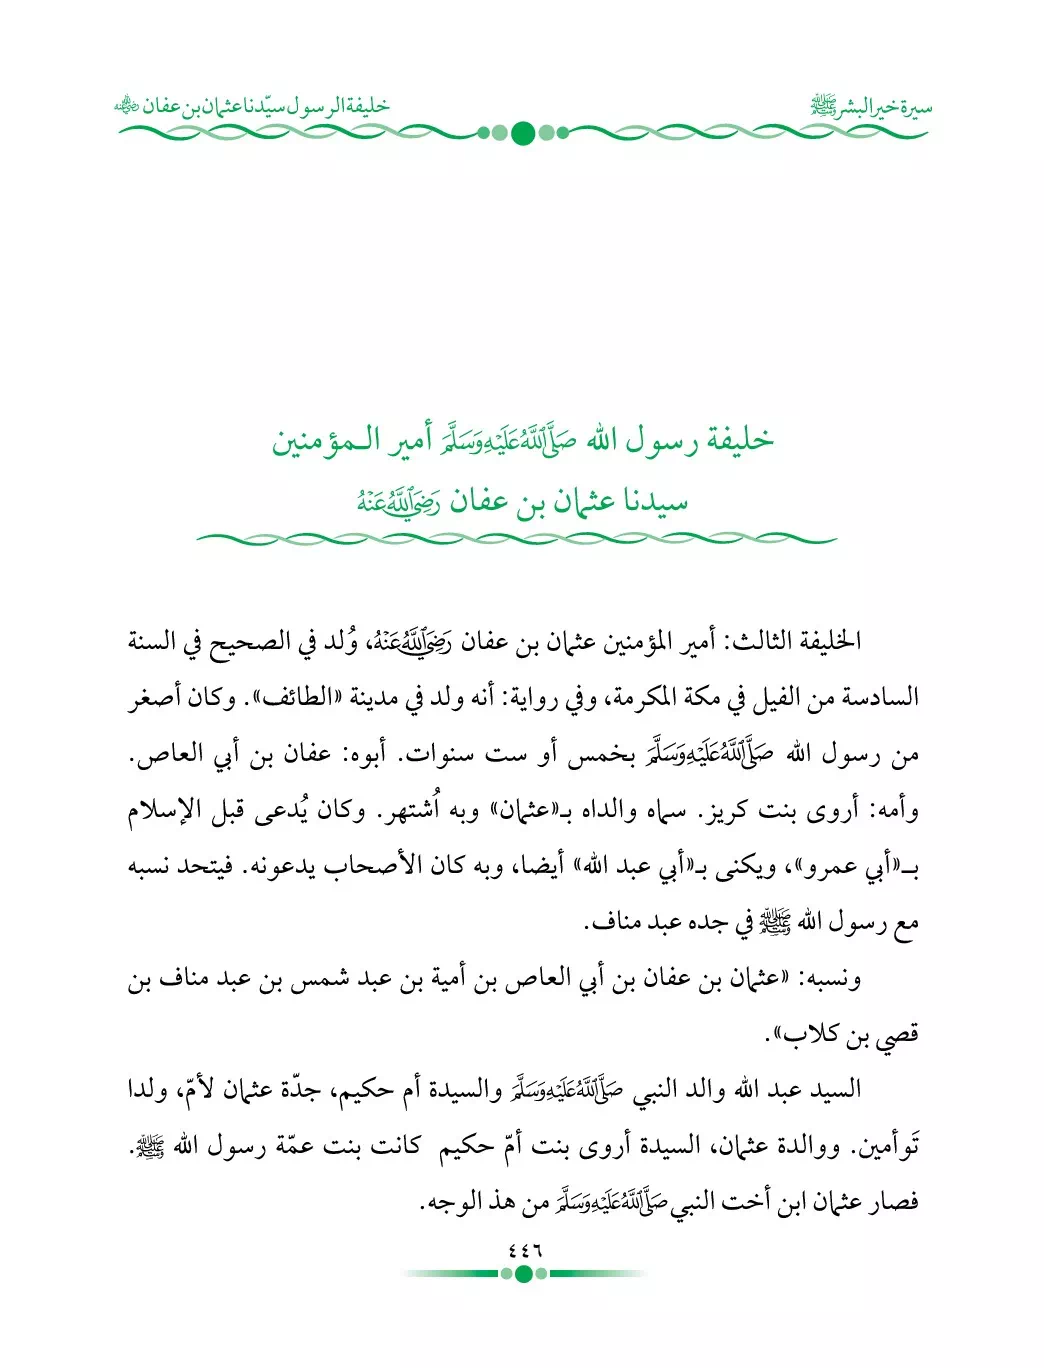 سيرة خير البشر ﷺ
خليفة الرسول سيّدنا عثمان بن عفان رضي الله عنه
خليفة رسول الله صَلَّى اللَّهُ عَلَيْهِ وَسَلَّمَ أمير الـمؤمنين
سيدنا عثمان بن عفان رَضِيَ اللَّهُ عَنْهُ
الخليفة الثالث: أمير المؤمنين عثمان بن عفان رَضِيَ اللَّهُ عَنْهُ، وُلد في الصحيح في السنة
السادسة من الفيل في مكة المكرمة، وفي رواية: أنه ولد في مدينة «الطائف». وكان أصغر
من رسول الله صَلَّى اللَّهُ عَلَيْهِ وَسَلَّمَ بخمس أو ست سنوات. أبوه: عفان بن أبي العاص.
وأمه: أروى بنت كريز. سماه والداه بـ«عثمان» وبه اُشتهر. وكان يُدعى قبل الإسلام
بــ«أبي عمرو»، ويكنى بـ«أبي عبد الله» أيضا، وبه كان الأصحاب يدعونه. فيتحد نسبه
مع رسول الله ﷺ في جده عبد مناف.
ونسبه: «عثمان بن عفان بن أبي العاص بن أمية بن عبد شمس بن عبد مناف بن
قصي بن كلاب».
السيد عبد الله والد النبي صَلَّى اللَّهُ عَلَيْهِ وَسَلَّمَ والسيدة أم حكيم، جدّة عثمان لأمّ، ولدا
تَوأمين. ووالدة عثمان، السيدة أروى بنت أمّ حكيم كانت بنت عمّة رسول الله ﷺ.
فصار عثمان ابن أخت النبي صَلَّى اللَّهُ عَلَيْهِ وَسَلَّمَ من هذ الوجه.
٤٤٦